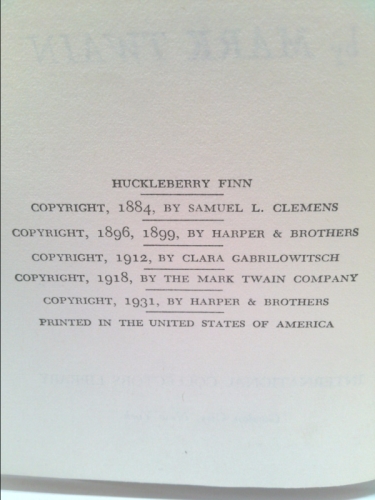 HUCKLEBERRY FINN
COPYRIGHT, 1884, BY SAMUEL L. CLEMENS
COPYRIGHT, 1896, 1899, BY HARPER & BROTHERS
COPYRIGHT, 1912, BY CLARA GABRILOWITSCH
COPYRIGHT, 1918, BY THE MARK TWAIN COMPANY
COPYRIGHT, 1931, BY HARPER & BROTHERS
PRINTED IN THE UNITED STATES OF AMERICA